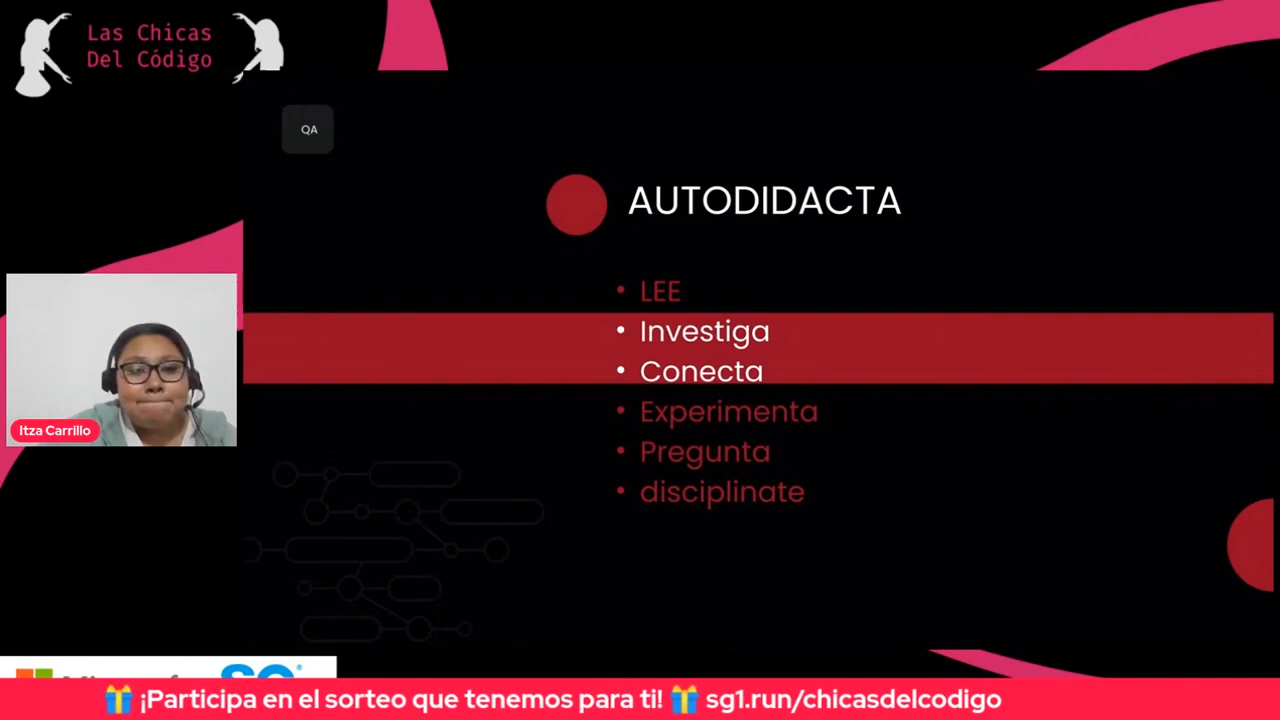 Las Chicas
Del Código
QA
AUTODIDACTA
• LEE
• Investiga
• Conecta
• Experimenta
• Pregunta
• disciplinate
Itza Carrillo
🎁 ¡Participa en el sorteo que tenemos para ti! 🎁 sg1.run/chicasdelcodigo